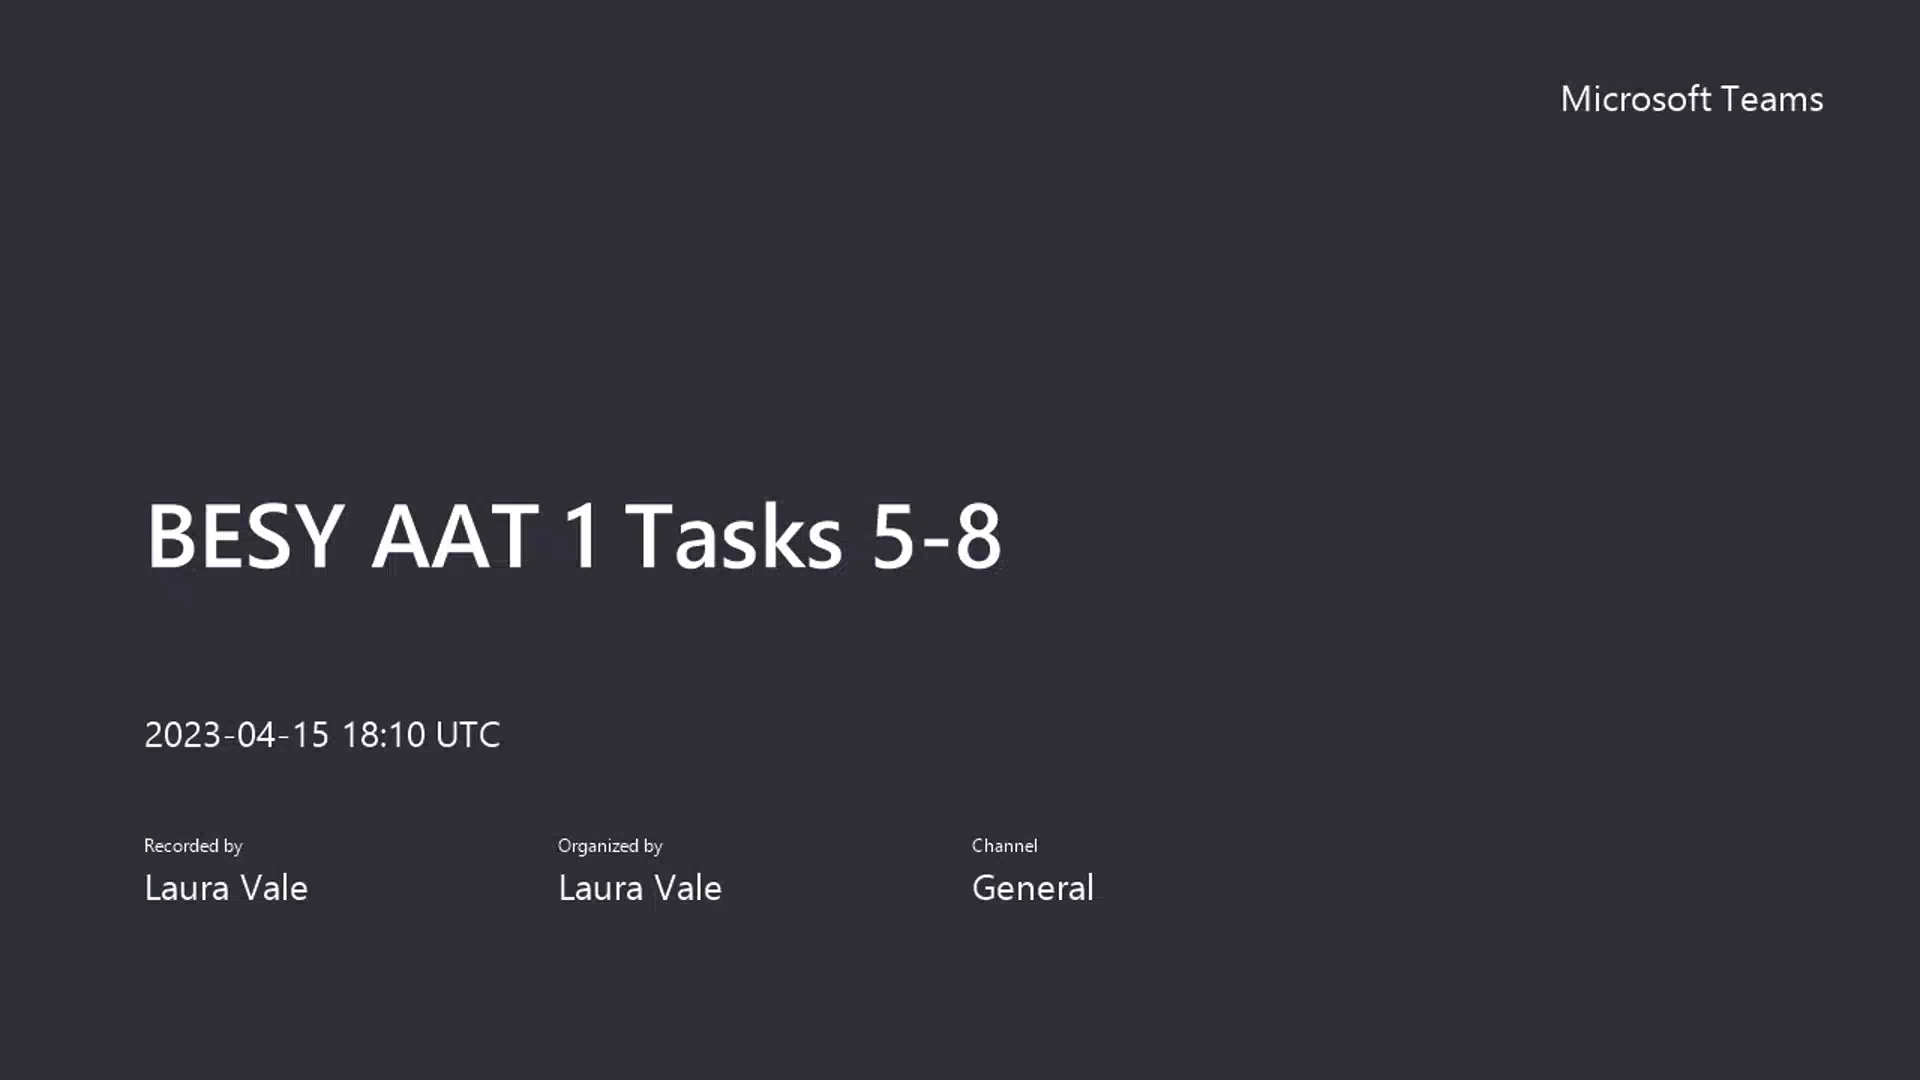 Microsoft Teams
BESY AAT 1 Tasks 5-8
2023-04-15 18:10 UTC
Recorded by
Laura Vale
Organized by
Laura Vale
Channel
General